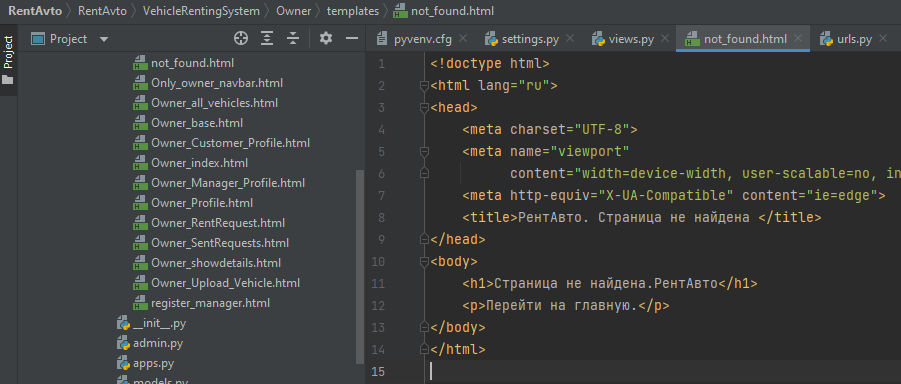 RentAvto RentAvto VehicleRentingSystem Owner templates not_found.html
Project
Project
pyvenv.cfg settings.py views.py not_found.html urls.py
not_found.html
Only_owner_navbar.html
Owner_all_vehicles.html
Owner_base.html
Owner_Customer_Profile.html
Owner_index.html
Owner_Manager_Profile.html
Owner_Profile.html
Owner_RentRequest.html
Owner_SentRequests.html
Owner_showdetails.html
Owner_Upload_Vehicle.html
register_manager.html
__init__.py
admin.py
apps.py
models.py
1 <!doctype html>
2 <html lang="ru">
3 <head>
4 <meta charset="UTF-8">
5 <meta name="viewport"
6 content="width=device-width, user-scalable=no, in
7 <meta http-equiv="X-UA-Compatible" content="ie=edge">
8 <title>РентАвто. Страница не найдена </title>
9 </head>
10 <body>
11 <h1>Страница не найдена.РентАвто</h1>
12 <p>Перейти на главную.</p>
13 </body>
14 </html>
15